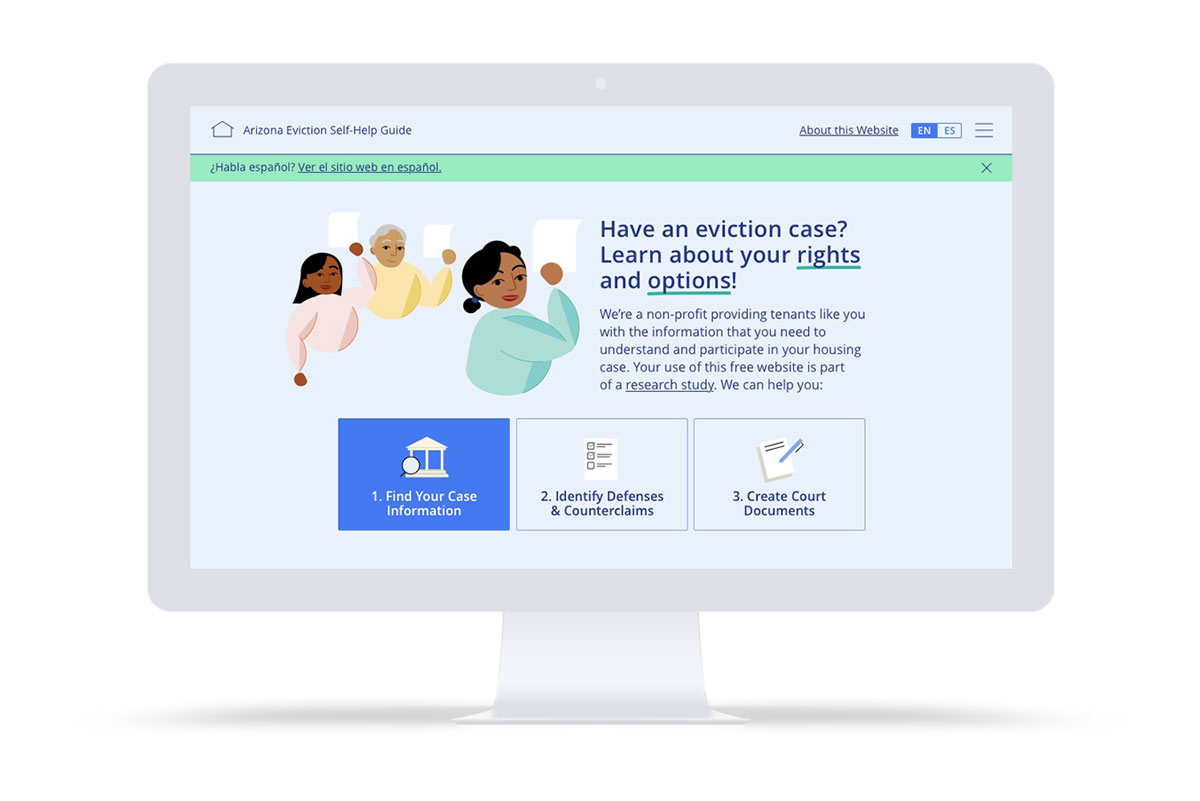 Arizona Eviction Self-Help Guide
About this Website
EN ES
¿Habla español? Ver el sitio web en español.
Have an eviction case?
Learn about your rights
and options!
We're a non-profit providing tenants like you
with the information that you need to
understand and participate in your housing
case. Your use of this free website is part
of a research study. We can help you:
1. Find Your Case
Information
2. Identify Defenses
& Counterclaims
3. Create Court
Documents